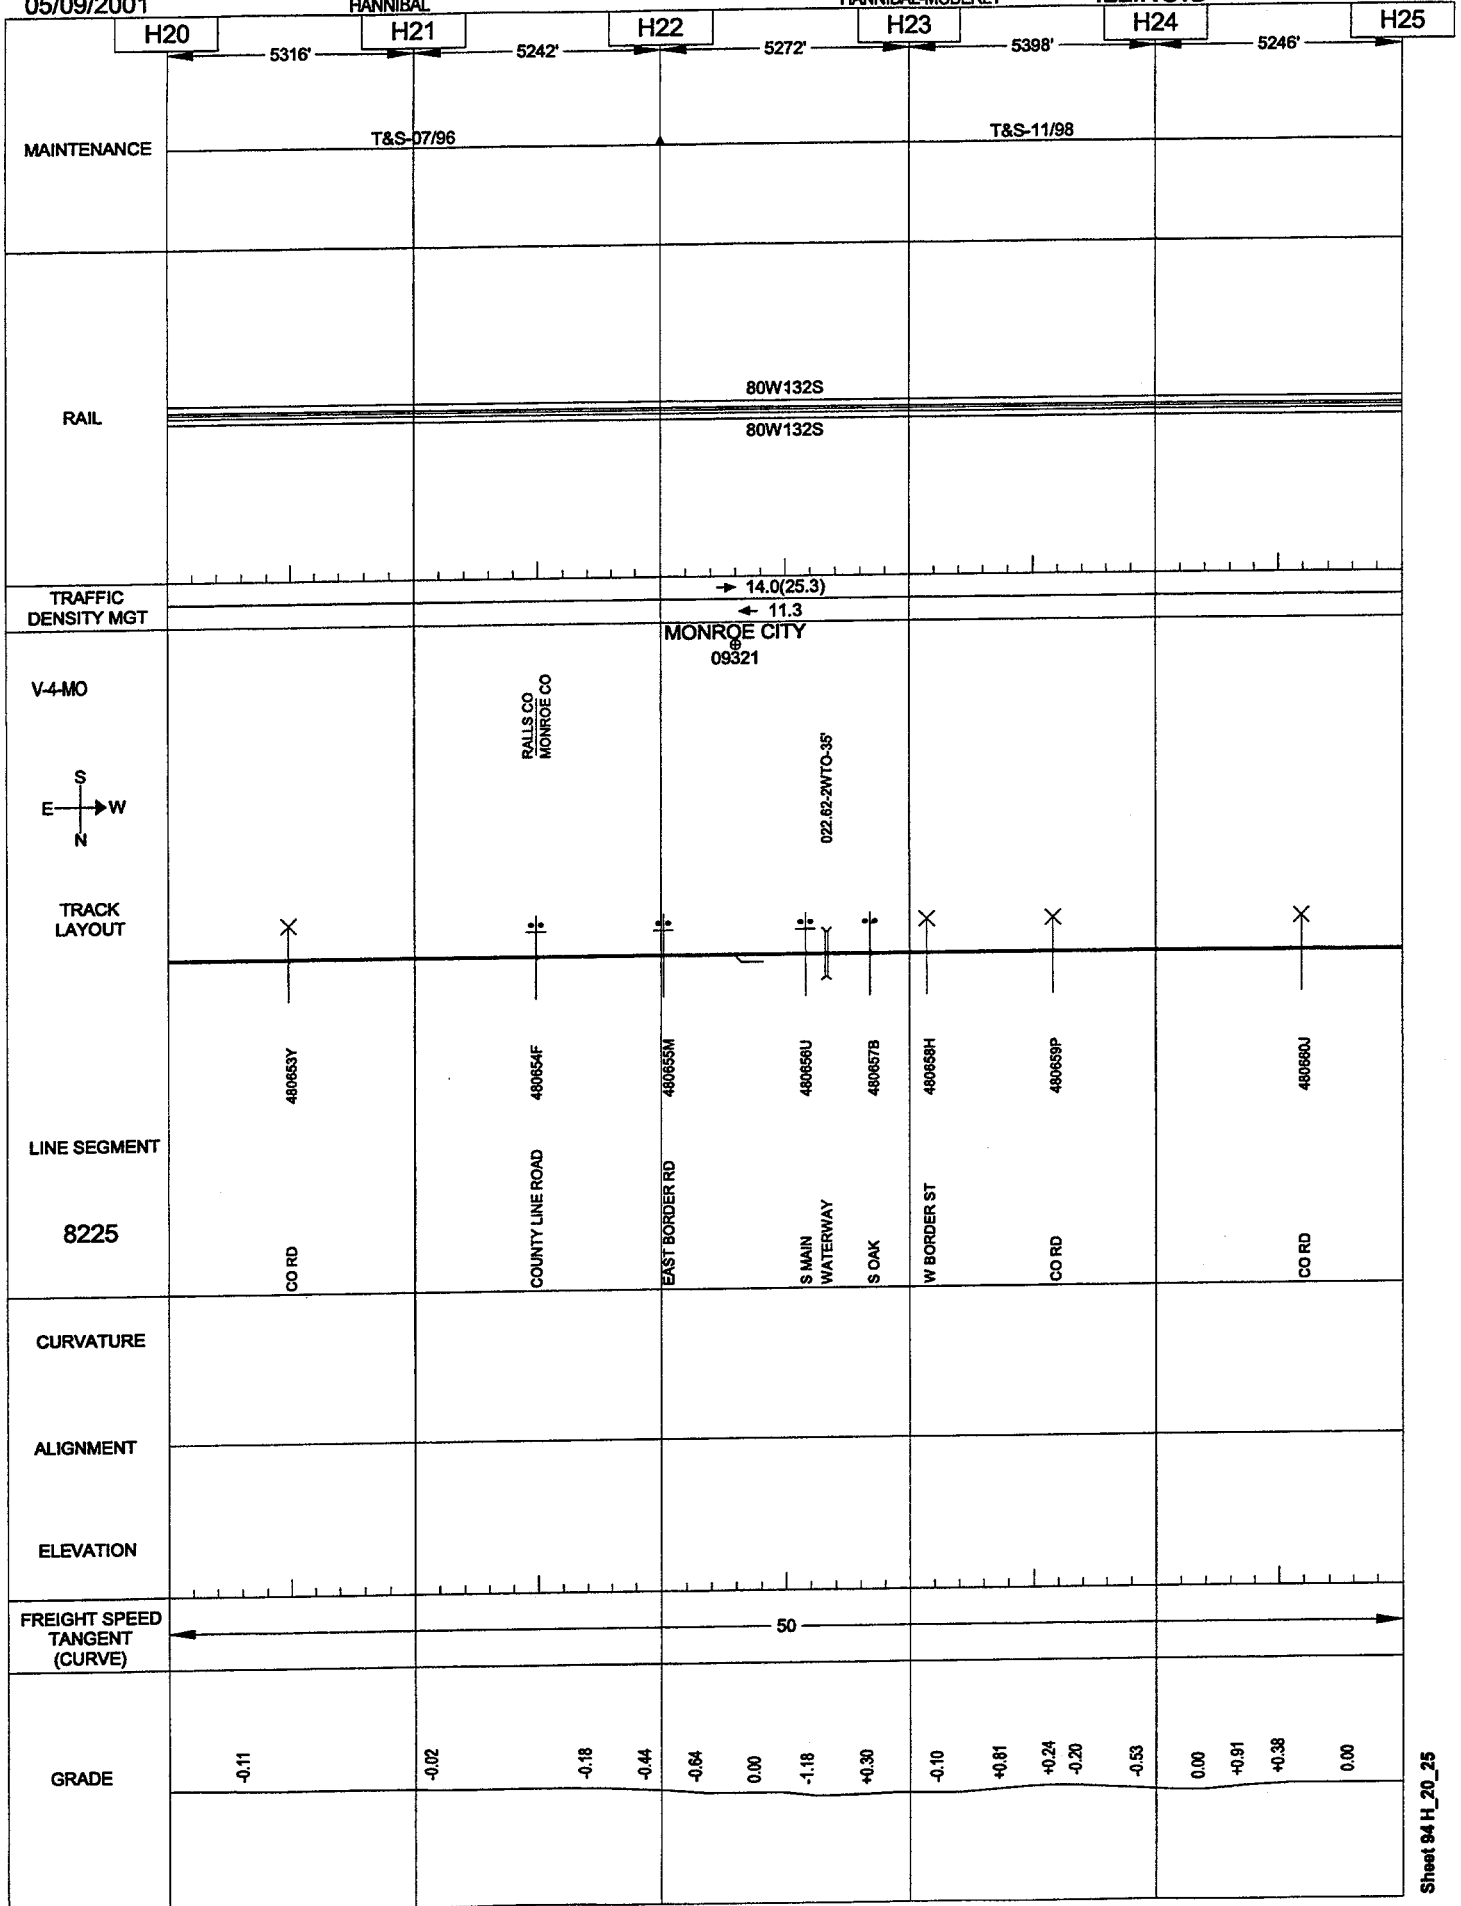 05/09/2001
HANNIBAL
H20
H21
H22
H23
H24
H25
5316'
5242'
5272'
5398'
5246'
MAINTENANCE
T&S-07/96
T&S-11/98
RAIL
80W132S
80W132S
TRAFFIC
DENSITY MGT
14.0(25.3)
11.3
MONROE CITY
09321
V-4-MO
RALLS CO
MONROE CO
022.62-2WTO-35'
S
E
W
N
TRACK
LAYOUT
480653Y
480654F
480655M
480656U
480657B
480658H
480659P
480660J
LINE SEGMENT
8225
CO RD
COUNTY LINE ROAD
EAST BORDER RD
S MAIN
WATERWAY
S OAK
W BORDER ST
CO RD
CO RD
CURVATURE
ALIGNMENT
ELEVATION
FREIGHT SPEED
TANGENT
(CURVE)
50
GRADE
-0.11
-0.02
-0.18
-0.44
-0.64
0.00
-1.18
+0.30
-0.10
+0.81
+0.24
-0.20
-0.53
0.00
+0.91
+0.38
0.00
Sheet 94 H_20_25